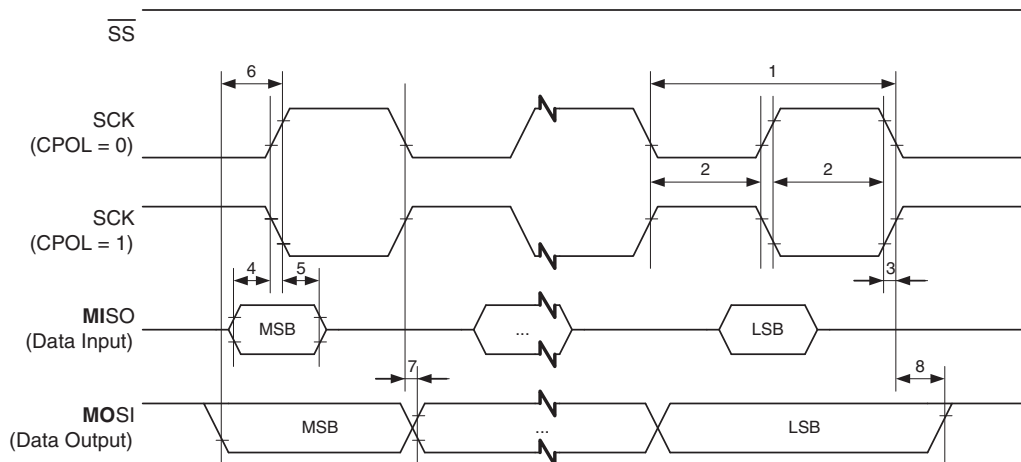 SS
6
1
SCK
(CPOL = 0)
2
2
SCK
(CPOL = 1)
4
5
3
MISO
(Data Input)
MSB
...
LSB
7
8
MOSI
(Data Output)
MSB
...
LSB